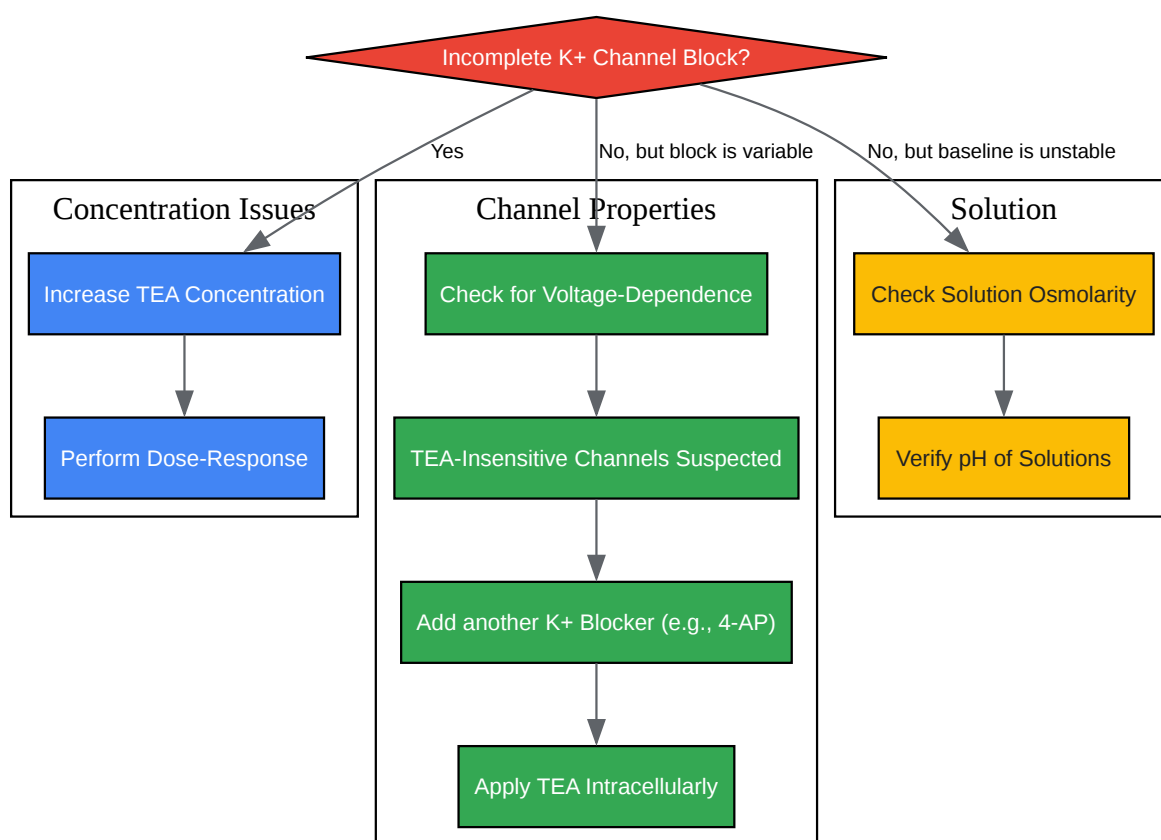 Incomplete K+ Channel Block?
Yes
No, but block is variable
No, but baseline is unstable
Concentration Issues
Increase TEA Concentration
Perform Dose-Response
Channel Properties
Check for Voltage-Dependence
TEA-Insensitive Channels Suspected
Add another K+ Blocker (e.g., 4-AP)
Apply TEA Intracellularly
Solution
Check Solution Osmolarity
Verify pH of Solutions